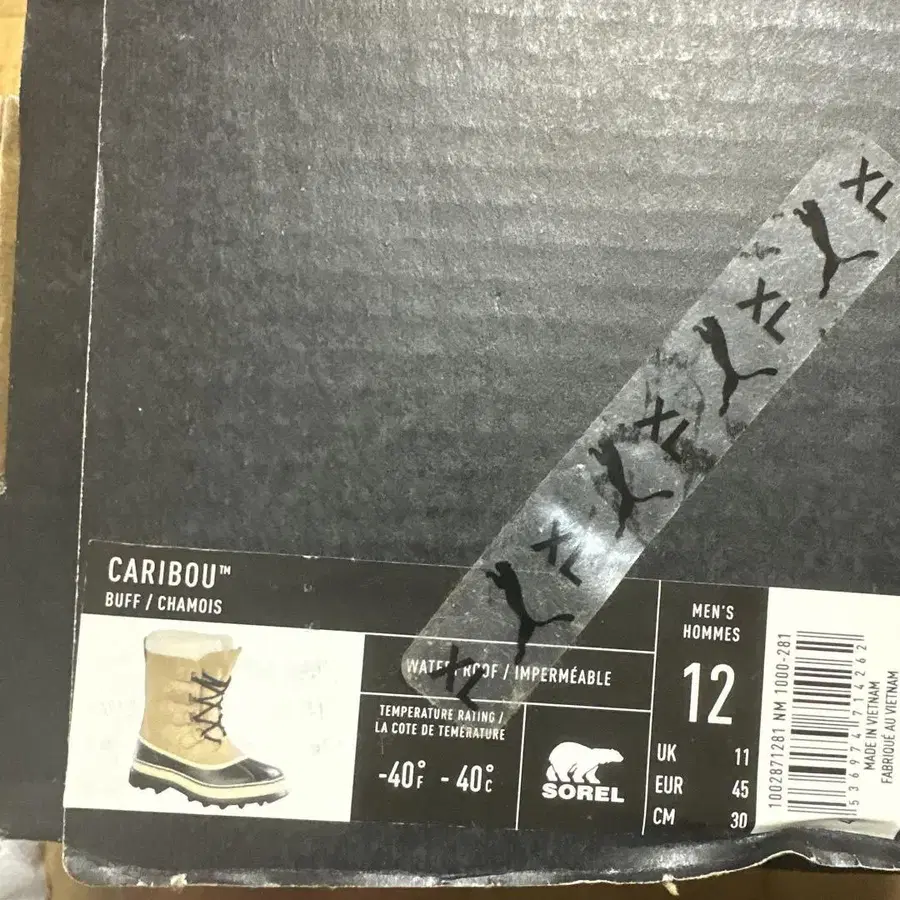 XL
XL
XL
XL
XL
CARIBOU™
BUFF / CHAMOIS
WATERPROOF / IMPERMÉABLE
TEMPERATURE RATING /
LA COTE DE TEMÉRATURE
-40°F -40°C
SOREL
MEN'S
HOMMES
12
UK 11
EUR 45
CM 30
1002871281 NM 1000-281
MADE IN VIETNAM
FABRIQUÉ AU VIETNAM